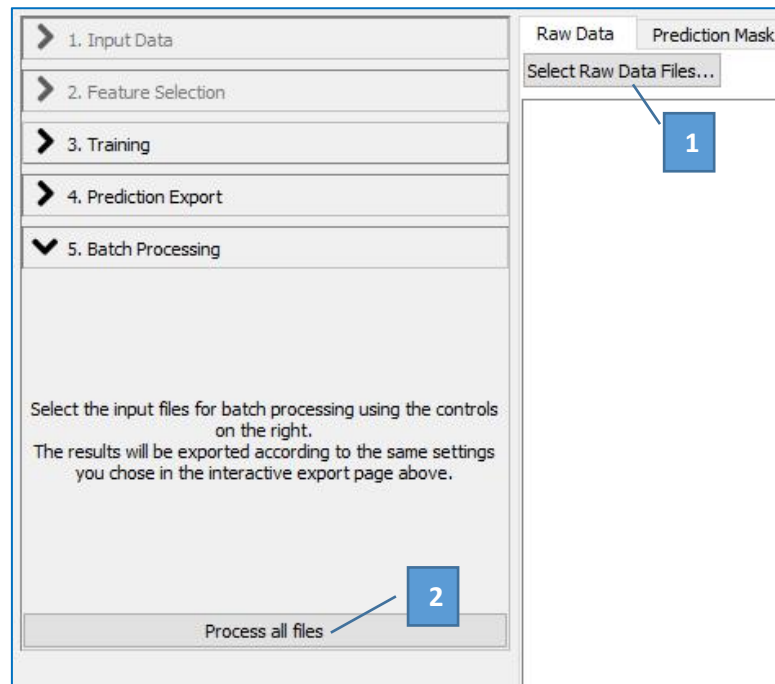 1. Input Data
2. Feature Selection
3. Training
4. Prediction Export
5. Batch Processing
Select the input files for batch processing using the controls
on the right.
The results will be exported according to the same settings
you chose in the interactive export page above.
2
Process all files
Raw Data
Prediction Mask
Select Raw Data Files...
1